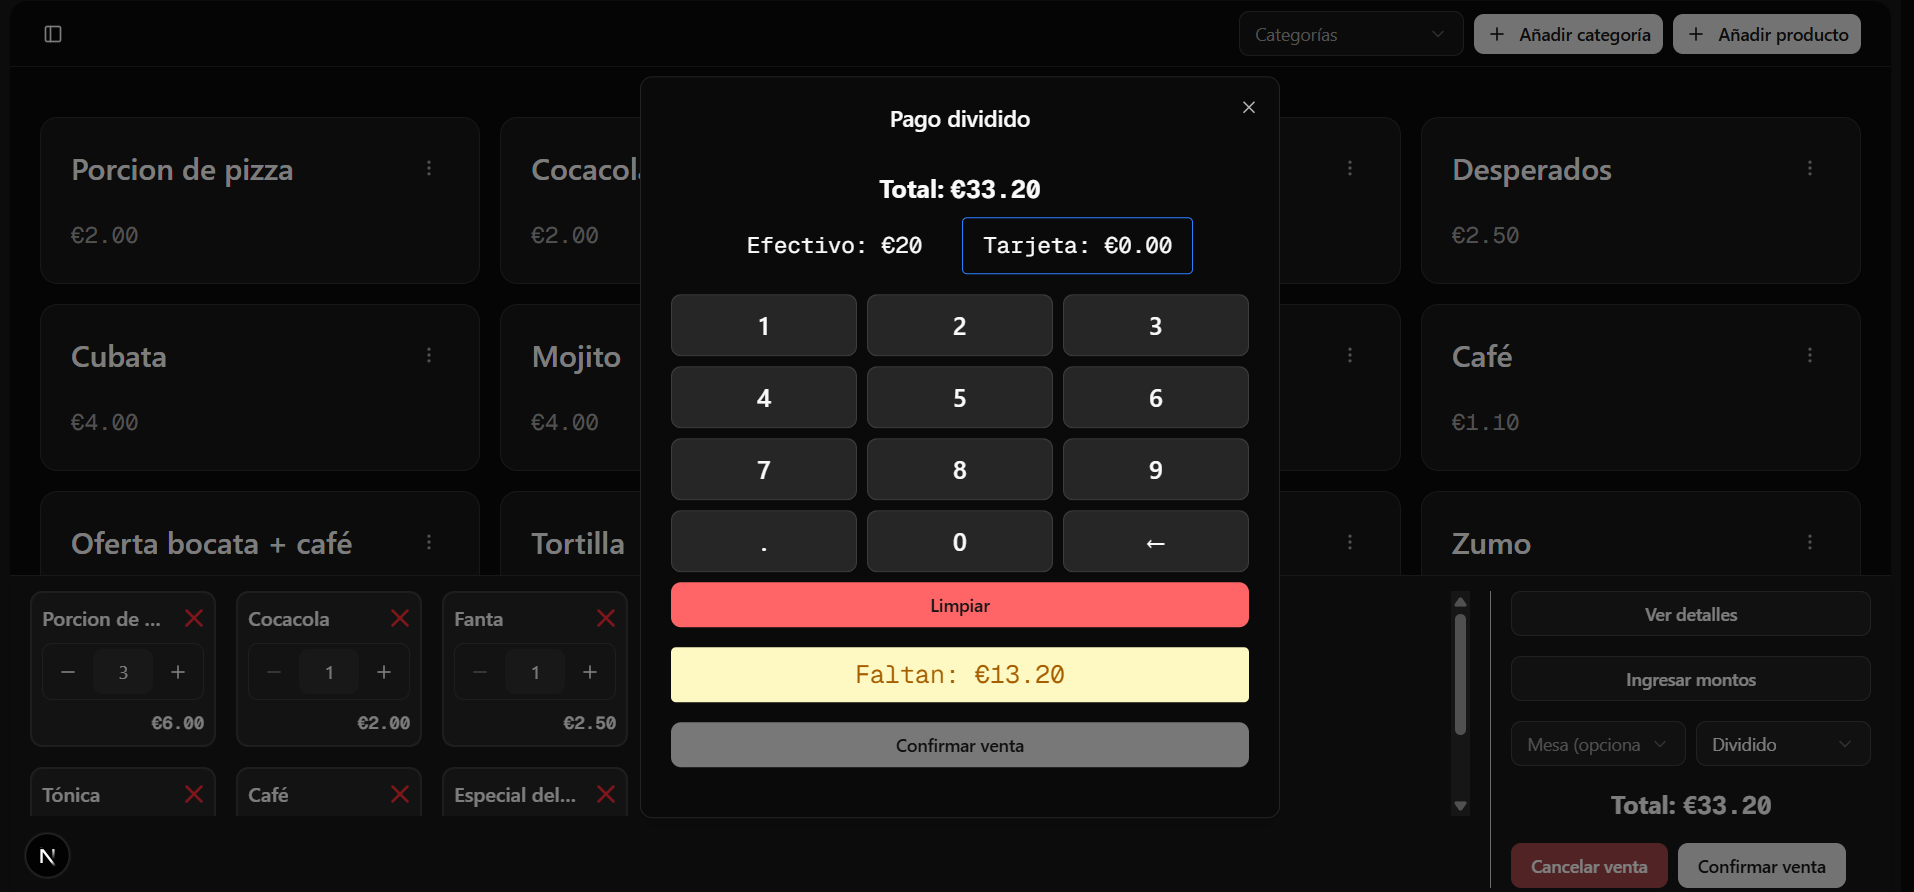 Categorías
Añadir categoría
Añadir producto
Porcion de pizza
€2.00
Cocacol
€2.00
Desperados
€2.50
Cubata
€4.00
Mojito
€4.00
Café
€1.10
Oferta bocata + café
Tortilla
Zumo
Pago dividido
Total: €33.20
Efectivo: €20
Tarjeta: €0.00
1 2 3
4 5 6
7 8 9
. 0 ←
Limpiar
Faltan: €13.20
Confirmar venta
Porcion de ...
3
€6.00
Cocacola
1
€2.00
Fanta
1
€2.50
Tónica
Café
Especial del...
Ver detalles
Ingresar montos
Mesa (opciona
Dividido
Total: €33.20
Cancelar venta
Confirmar venta
N